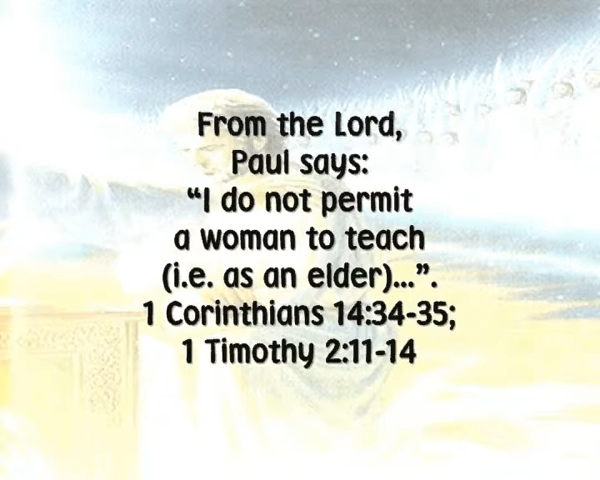 From the Lord,
Paul says:
“I do not permit
a woman to teach
(i.e. as an elder)...”.
1 Corinthians 14:34-35;
1 Timothy 2:11-14